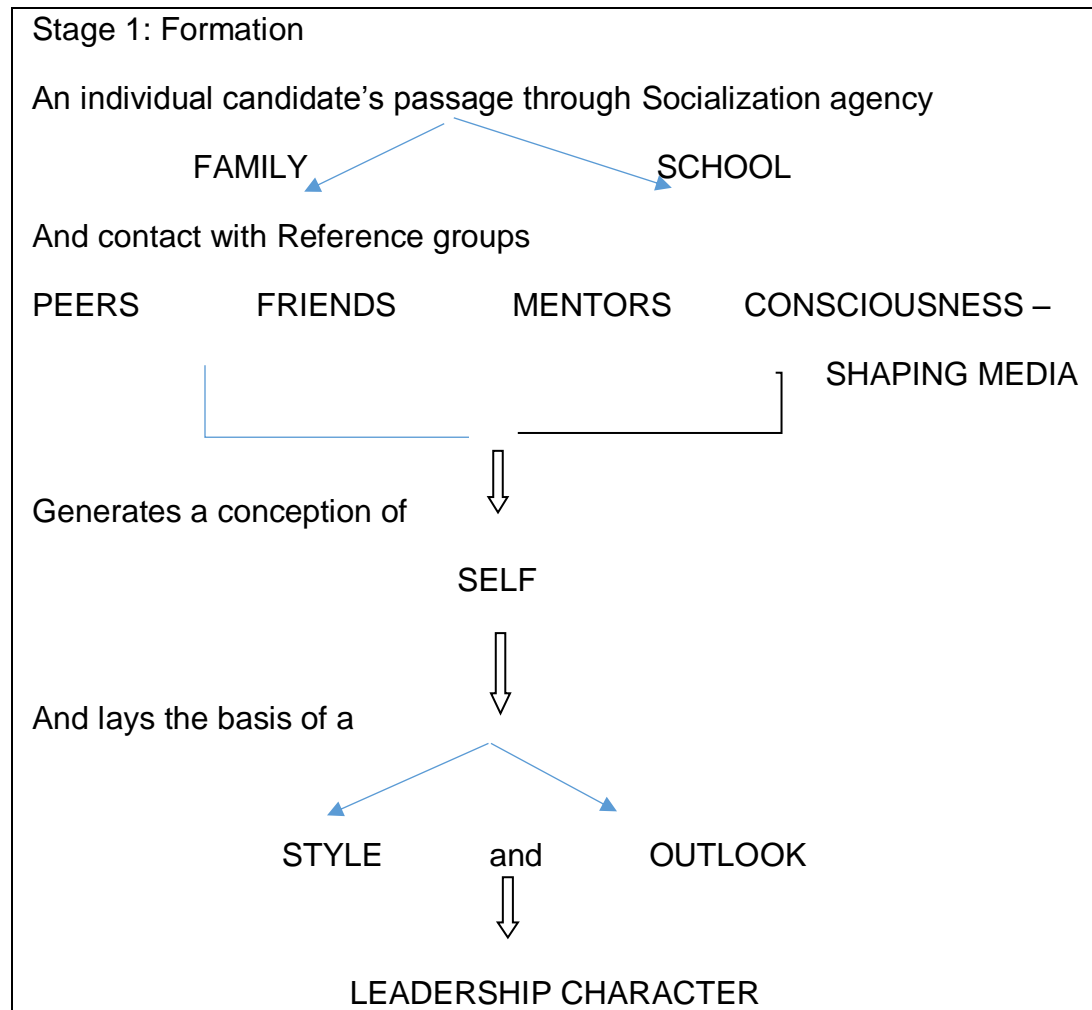 Stage 1: Formation
An individual candidate's passage through Socialization agency
FAMILY SCHOOL
And contact with Reference groups
PEERS FRIENDS MENTORS CONSCIOUSNESS –
SHAPING MEDIA
Generates a conception of
SELF
And lays the basis of a
STYLE and OUTLOOK
LEADERSHIP CHARACTER